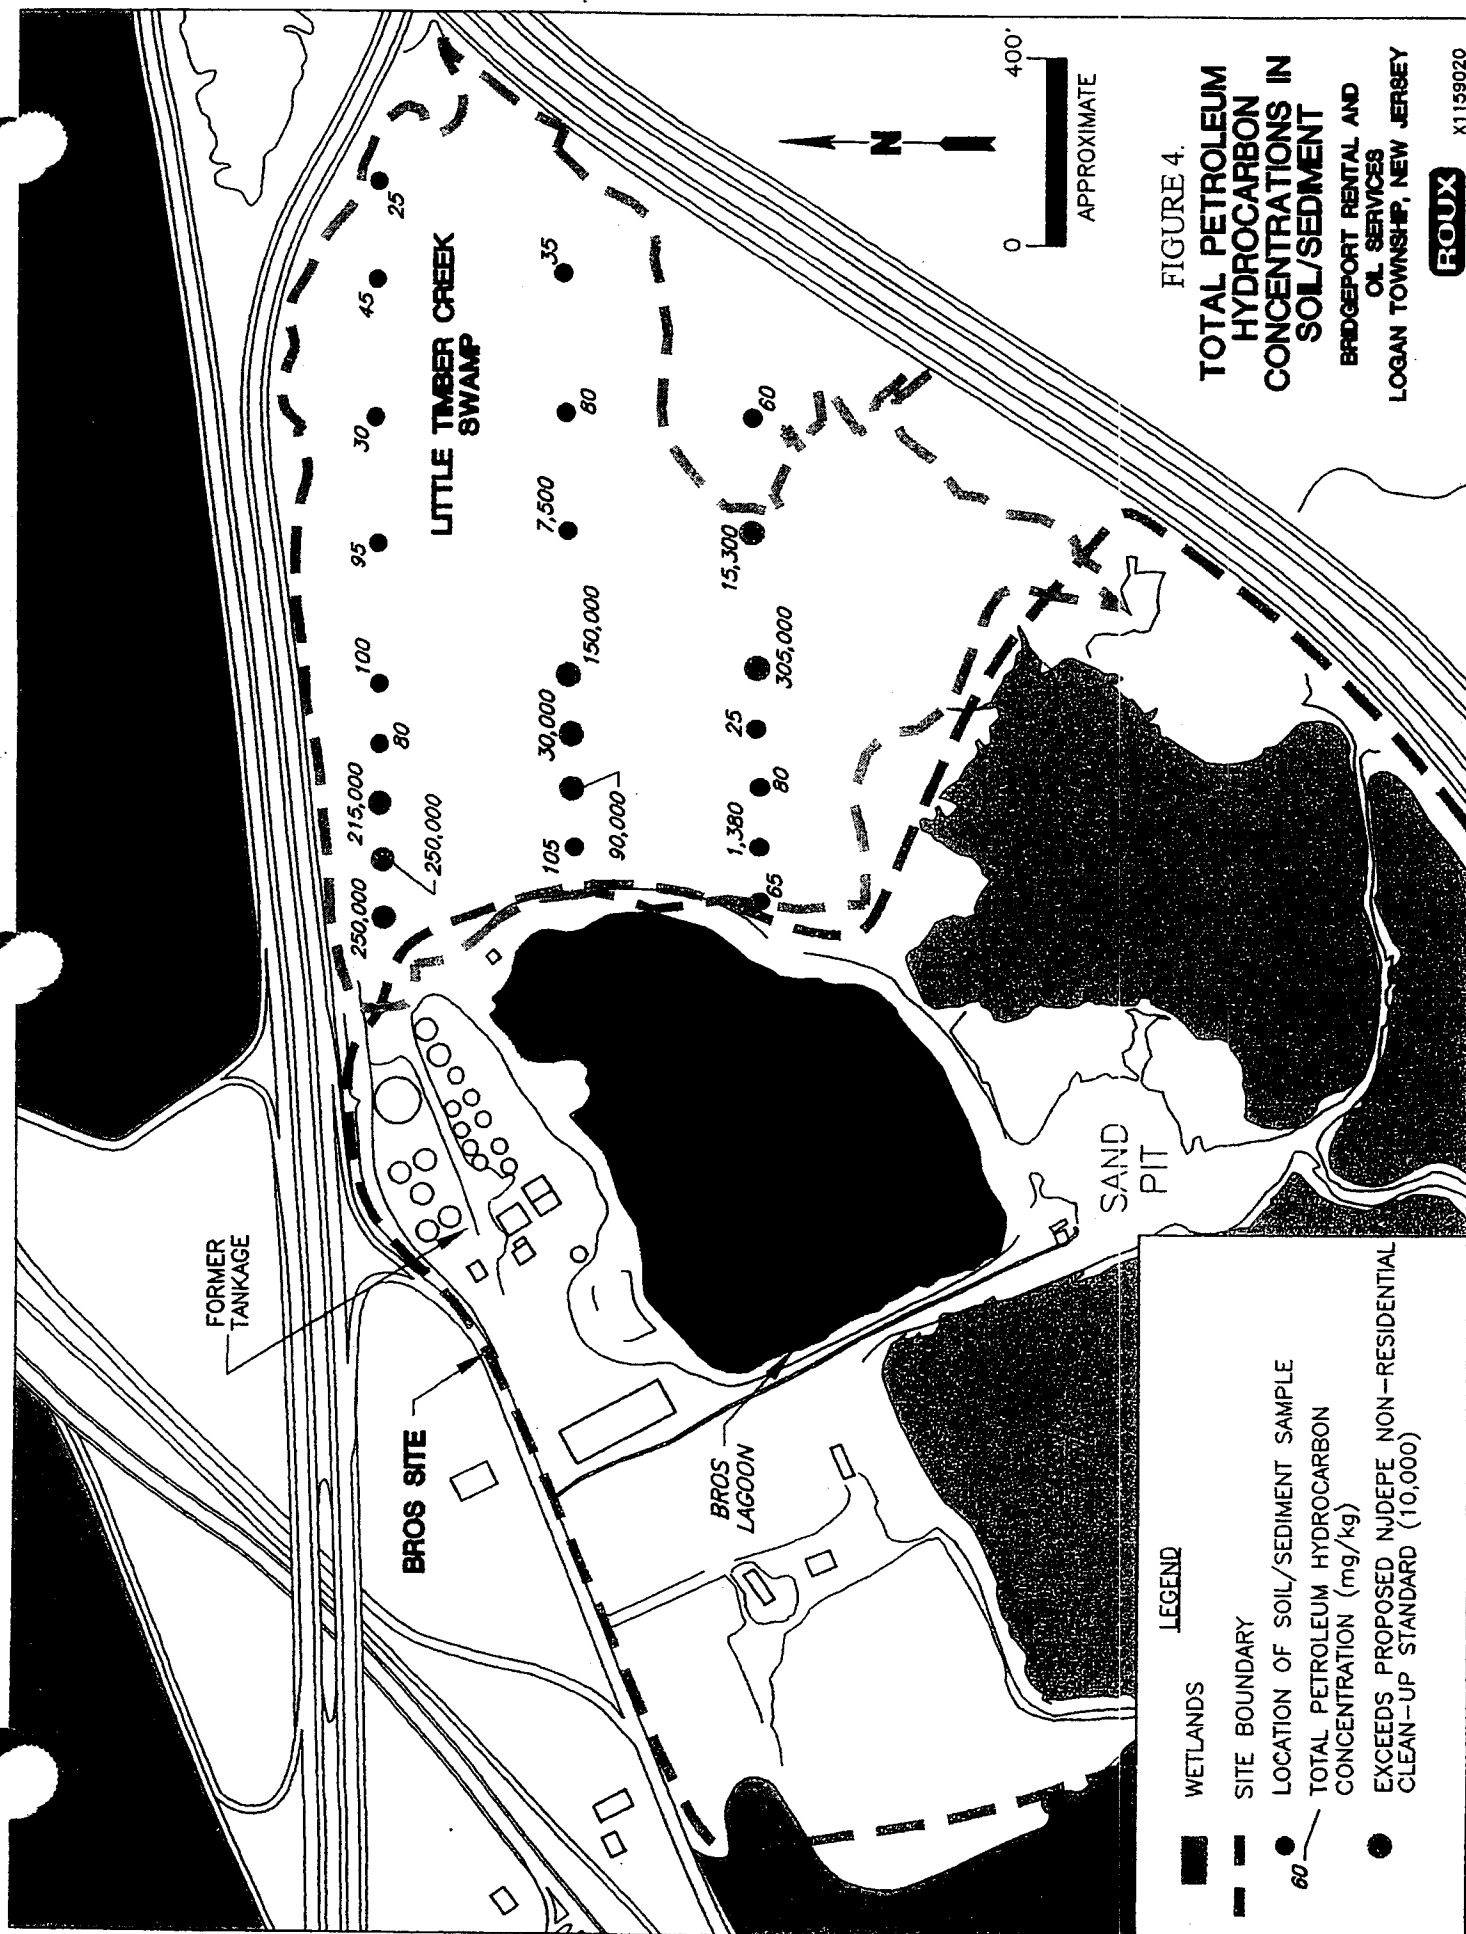 FORMER
TANKAGE
BROS SITE
BROS
LAGOON
SAND
PIT
LITTLE TIMBER CREEK
SWAMP
250,000
250,000
215,000
80
100
95
30
45
25
105
90,000
30,000
150,000
7,500
80
35
65
1,380
80
25
305,000
15,300
60
LEGEND
WETLANDS
SITE BOUNDARY
LOCATION OF SOIL/SEDIMENT SAMPLE
60
TOTAL PETROLEUM HYDROCARBON
CONCENTRATION (mg/kg)
EXCEEDS PROPOSED NJDEPE NON-RESIDENTIAL
CLEAN-UP STANDARD (10,000)
N
0 400'
APPROXIMATE
FIGURE 4.
TOTAL PETROLEUM
HYDROCARBON
CONCENTRATIONS IN
SOIL/SEDIMENT
BRIDGEPORT RENTAL AND
OIL SERVICES
LOGAN TOWNSHIP, NEW JERSEY
ROUX
X1159020